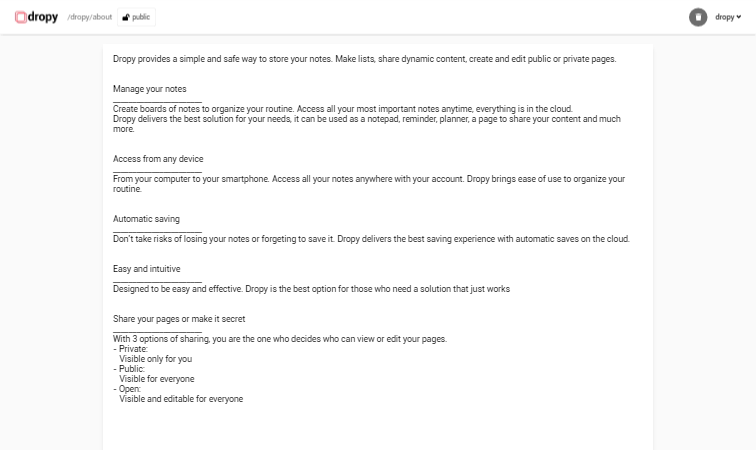 dropy /dropy/about public dropy
Dropy provides a simple and safe way to store your notes. Make lists, share dynamic content, create and edit public or private pages.
Manage your notes
Create boards of notes to organize your routine. Access all your most important notes anytime, everything is in the cloud.
Dropy delivers the best solution for your needs, it can be used as a notepad, reminder, planner, a page to share your content and much
more.
Access from any device
From your computer to your smartphone. Access all your notes anywhere with your account. Dropy brings ease of use to organize your
routine.
Automatic saving
Don't take risks of losing your notes or forgeting to save it. Dropy delivers the best saving experience with automatic saves on the cloud.
Easy and intuitive
Designed to be easy and effective. Dropy is the best option for those who need a solution that just works
Share your pages or make it secret
With 3 options of sharing, you are the one who decides who can view or edit your pages.
- Private:
Visible only for you
- Public:
Visible for everyone
- Open:
Visible and editable for everyone